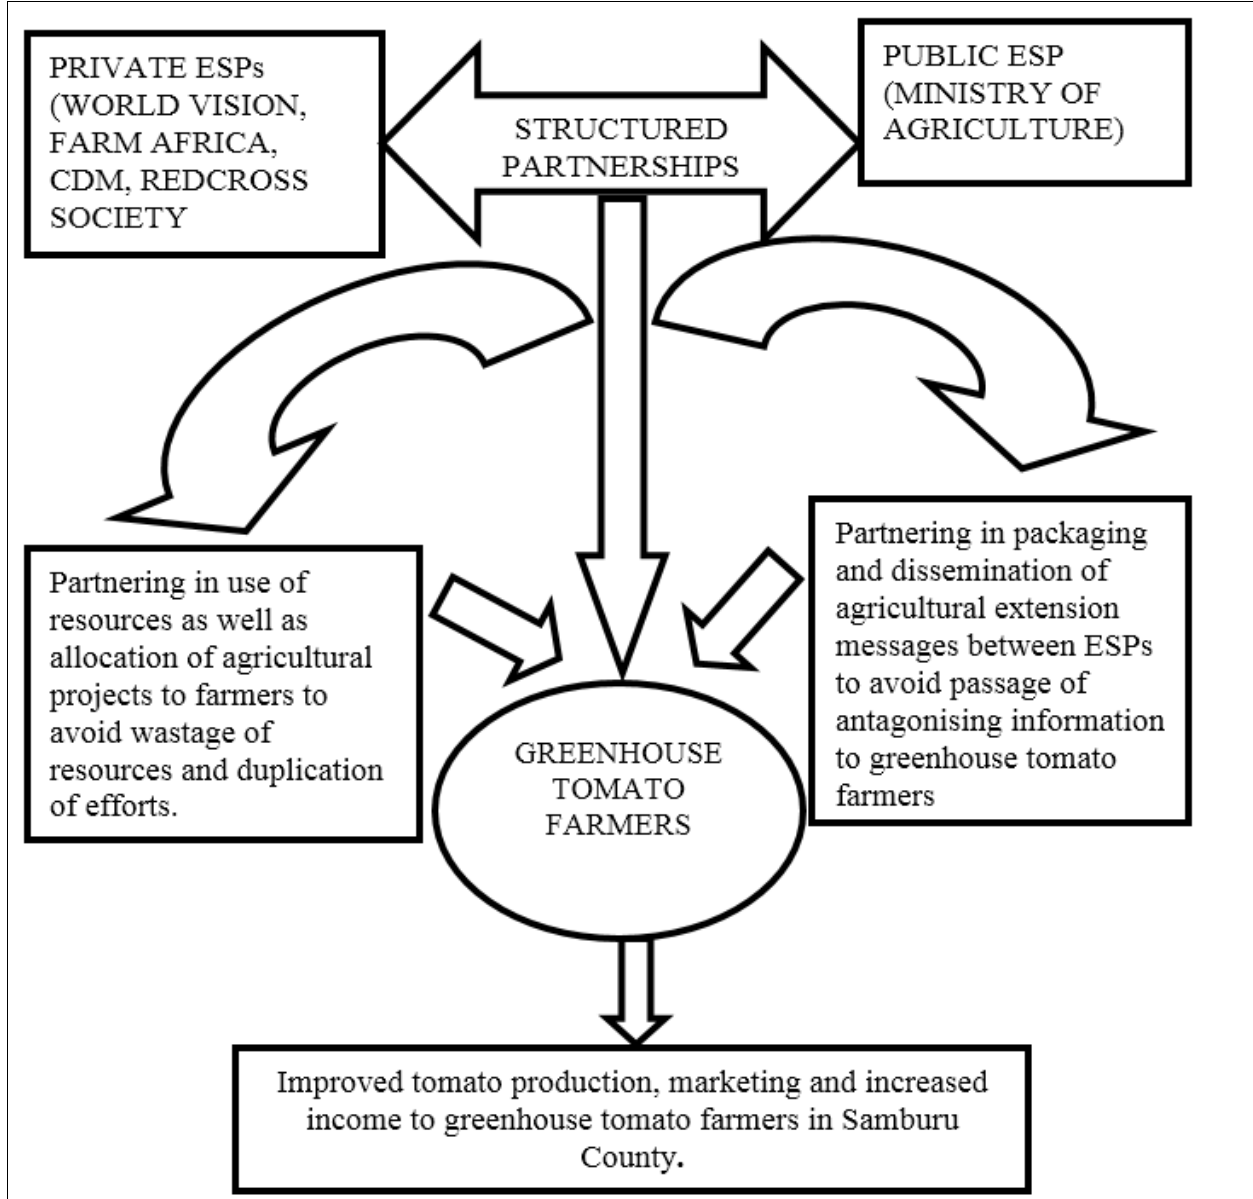 PRIVATE ESPs
(WORLD VISION,
FARM AFRICA,
CDM, REDCROSS
SOCIETY
STRUCTURED
PARTNERSHIPS
PUBLIC ESP
(MINISTRY OF
AGRICULTURE)
Partnering in use of
resources as well as
allocation of agricultural
projects to farmers to
avoid wastage of
resources and duplication
of efforts.
Partnering in packaging
and dissemination of
agricultural extension
messages between ESPs
to avoid passage of
antagonising information
to greenhouse tomato
farmers
GREENHOUSE
TOMATO
FARMERS
Improved tomato production, marketing and increased
income to greenhouse tomato farmers in Samburu
County.